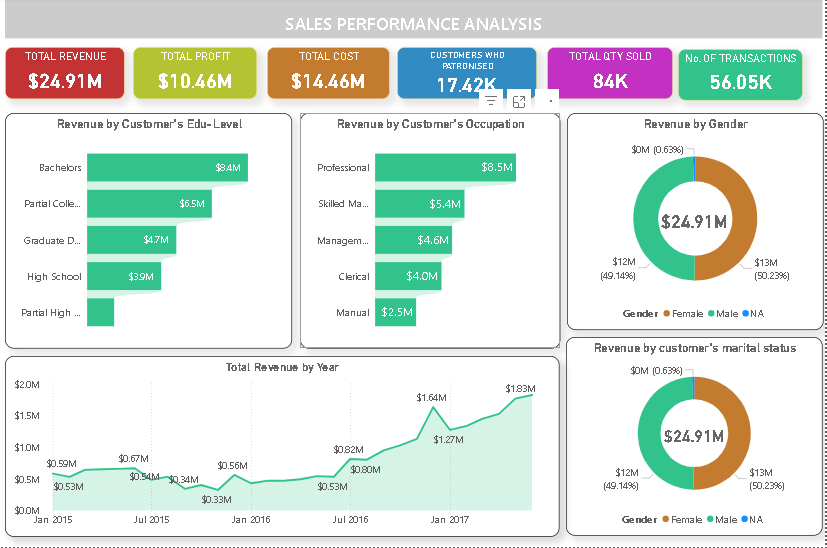 SALES PERFORMANCE ANALYSIS
TOTAL REVENUE
$24.91M
TOTAL PROFIT
$10.46M
TOTAL COST
$14.46M
CUSTOMERS WHO
PATRONISED
17.42K
TOTAL QTY SOLD
84K
No. OF TRANSACTIONS
56.05K
Revenue by Customer's Edu-Level
Bachelors
$8.4M
Partial Colle...
$6.5M
Graduate D...
$4.7M
High School
$3.9M
Partial High ...
Revenue by Customer's Occupation
Professional
$8.5M
Skilled Ma...
$5.4M
Managem...
$4.6M
Clerical
$4.0M
Manual
$2.5M
Revenue by Gender
$0M (0.63%)
$24.91M
$12M
(49.14%)
$13M
(50.23%)
Gender Female Male NA
Total Revenue by Year
$2.0M
$1.5M
$1.0M
$0.5M
$0.0M
$0.59M
$0.53M
$0.67M
$0.54M
$0.34M
$0.33M
$0.56M
$0.53M
$0.82M
$0.80M
$1.64M
$1.27M
$1.83M
Jan 2015
Jul 2015
Jan 2016
Jul 2016
Jan 2017
Revenue by customer's marital status
$0M (0.63%)
$24.91M
$12M
(49.14%)
$13M
(50.23%)
Gender Female Male NA